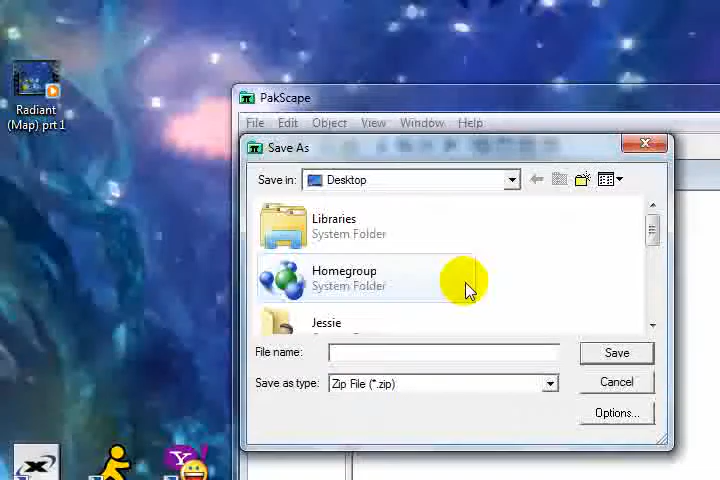 Radiant
(Map) prt 1
PakScape
File Edit Object View Window Help
Save As
Save in: Desktop
Libraries
System Folder
Homegroup
System Folder
Jessie
File name: Save
Save as type: Zip File (*.zip) Cancel
Options...